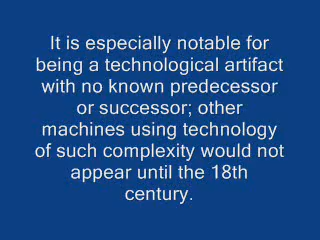 It is especially notable for
being a technological artifact
with no known predecessor
or successor; other
machines using technology
of such complexity would not
appear until the 18th
century.